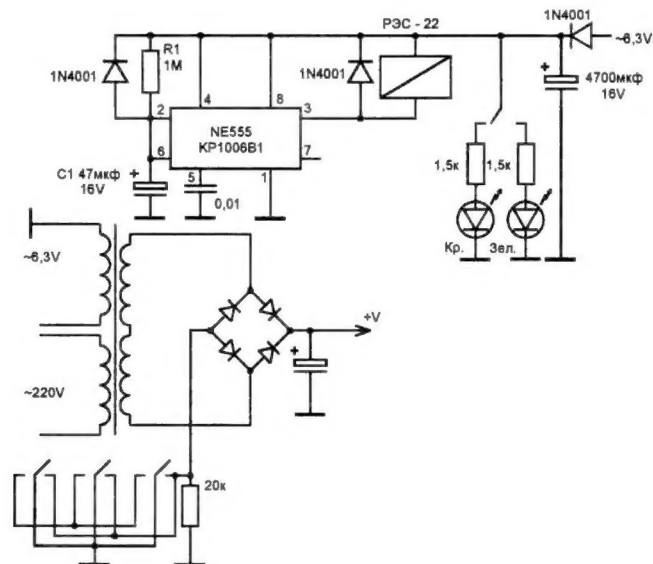 РЭС - 22
1N4001
~6,3V
1N4001
R1
1М
1N4001
4700мкф
16V
2
4
8
3
NE555
КР1006В1
6
7
C1 47мкф
16V
5
1
0,01
1,5к
1,5к
Кр.
Зел.
~6,3V
+V
~220V
20к